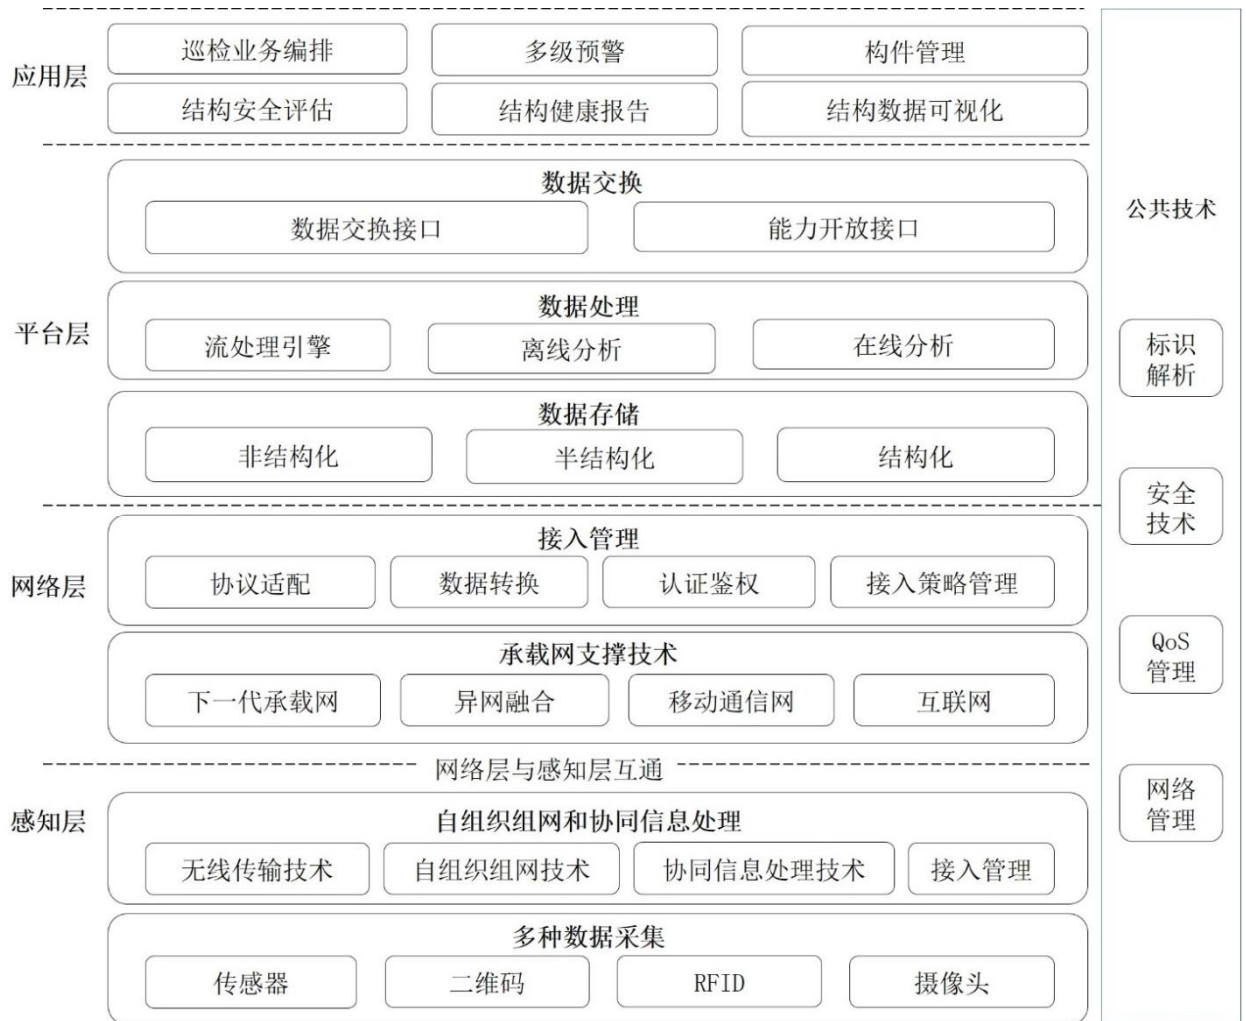 应用层
巡检业务编排
多级预警
构件管理
结构安全评估
结构健康报告
结构数据可视化
平台层
数据交换
数据交换接口
能力开放接口
数据处理
流处理引擎
离线分析
在线分析
数据存储
非结构化
半结构化
结构化
网络层
接入管理
协议适配
数据转换
认证鉴权
接入策略管理
承载网支撑技术
下一代承载网
异网融合
移动通信网
互联网
网络层与感知层互通
感知层
自组织组网和协同信息处理
无线传输技术
自组织组网技术
协同信息处理技术
接入管理
多种数据采集
传感器
二维码
RFID
摄像头
公共技术
标识
解析
安全
技术
QoS
管理
网络
管理